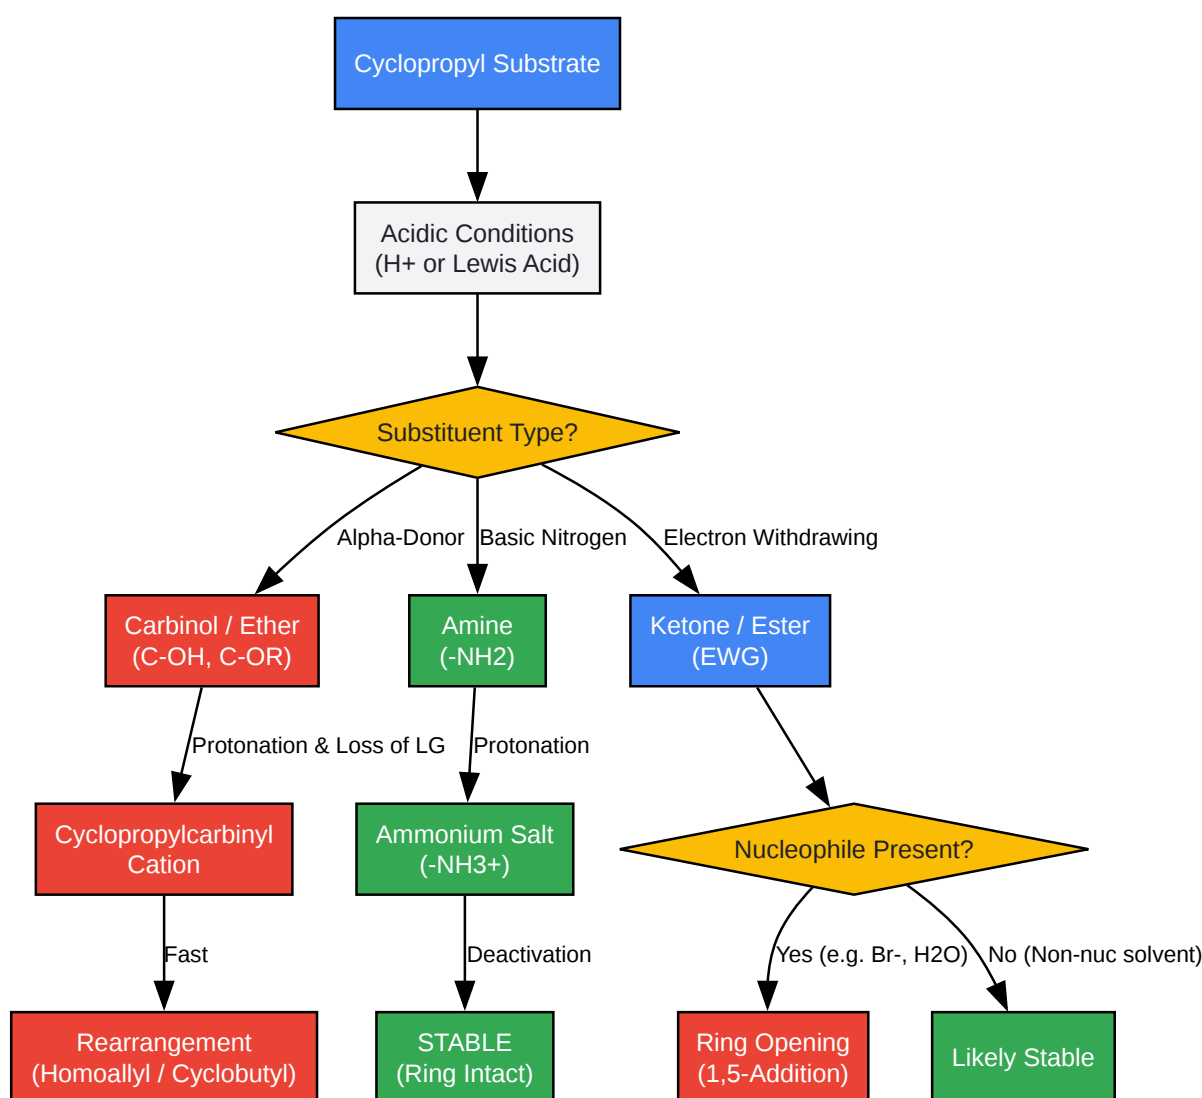 Cyclopropyl Substrate
Acidic Conditions
(H+ or Lewis Acid)
Substituent Type?
Alpha-Donor
Basic Nitrogen
Electron Withdrawing
Carbinol / Ether
(C-OH, C-OR)
Amine
(-NH2)
Ketone / Ester
(EWG)
Protonation & Loss of LG
Protonation
Cyclopropylcarbinyl
Cation
Ammonium Salt
(-NH3+)
Nucleophile Present?
Fast
Deactivation
Yes (e.g. Br-, H2O)
No (Non-nuc solvent)
Rearrangement
(Homoallyl / Cyclobutyl)
STABLE
(Ring Intact)
Ring Opening
(1,5-Addition)
Likely Stable